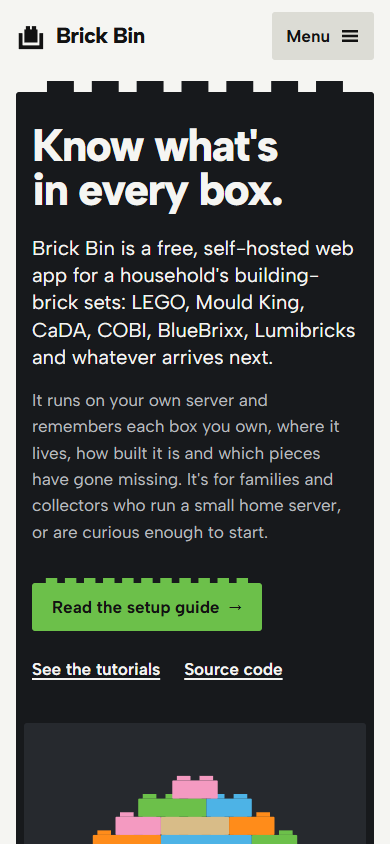 Brick Bin
Menu
Know what's
in every box.
Brick Bin is a free, self-hosted web
app for a household's building-
brick sets: LEGO, Mould King,
CaDA, COBI, BlueBrixx, Lumibricks
and whatever arrives next.
It runs on your own server and
remembers each box you own, where it
lives, how built it is and which pieces
have gone missing. It's for families and
collectors who run a small home server,
or are curious enough to start.
Read the setup guide →
See the tutorials
Source code